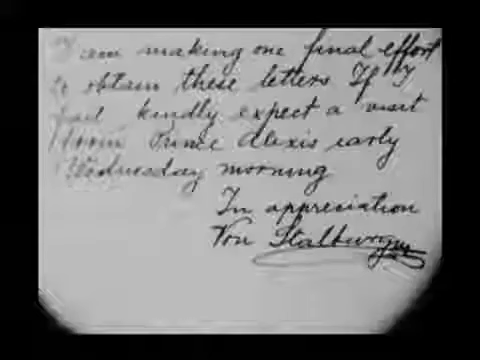 I am making one final effort
to obtain these letters. If I
fail kindly expect a visit
from Prince Alexis early
Wednesday morning
In appreciation
Von Stalburg